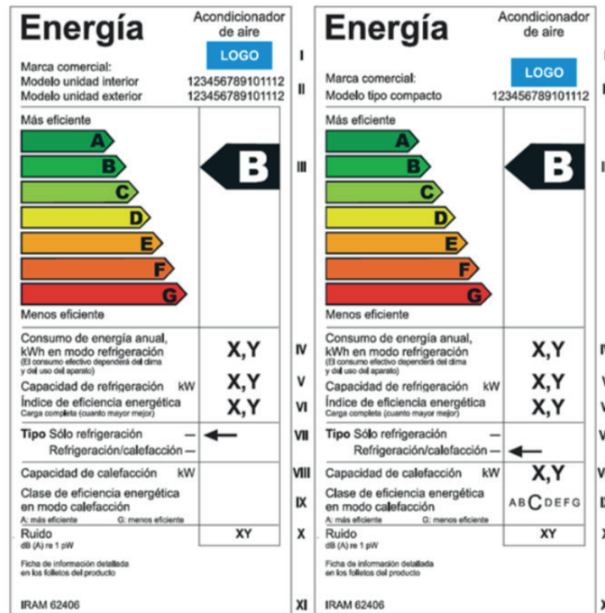 Energía
Acondicionador
de aire
LOGO
I
Marca comercial:
Modelo unidad interior 123456789101112
II
Modelo unidad exterior 123456789101112
Más eficiente
A
B
B
III
C
D
E
F
G
Menos eficiente
Consumo de energía anual,
kWh en modo refrigeración X,Y IV
(El consumo efectivo dependerá del clima
y del uso del aparato)
Capacidad de refrigeración kW X,Y V
Índice de eficiencia energética X,Y VI
Carga completa (cuanto mayor mejor)
Tipo Sólo refrigeración — VII
Refrigeración/calefacción —
Capacidad de calefacción kW VIII
Clase de eficiencia energética
en modo calefacción IX
A: más eficiente G: menos eficiente
Ruido XY X
dB (A) re 1 pW
Ficha de información detallada
en los folletos del producto
IRAM 62406 XI
Energía
Acondicionador
de aire
LOGO
Marca comercial:
Modelo tipo compacto 123456789101112
Más eficiente
A
B
B
C
D
E
F
G
Menos eficiente
Consumo de energía anual,
kWh en modo refrigeración X,Y
(El consumo efectivo dependerá del clima
y del uso del aparato)
Capacidad de refrigeración kW X,Y
Índice de eficiencia energética X,Y
Carga completa (cuanto mayor mejor)
Tipo Sólo refrigeración —
Refrigeración/calefacción —
Capacidad de calefacción kW X,Y
Clase de eficiencia energética
en modo calefacción A B C D E F G
A: más eficiente G: menos eficiente
Ruido XY
dB (A) re 1 pW
Ficha de información detallada
en los folletos del producto
IRAM 62406